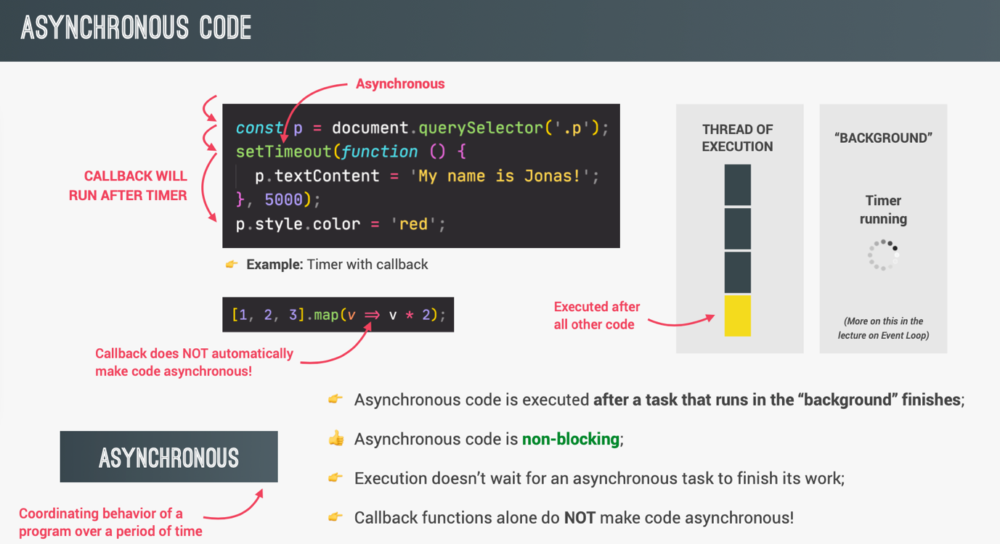 ASYNCHRONOUS CODE
Asynchronous
const p = document.querySelector('.p');
setTimeout(function () {
p.textContent = 'My name is Jonas!';
}, 5000);
p.style.color = 'red';
CALLBACK WILL
RUN AFTER TIMER
👉 Example: Timer with callback
[1, 2, 3].map(v => v * 2);
Callback does NOT automatically
make code asynchronous!
THREAD OF
EXECUTION
Executed after
all other code
“BACKGROUND”
Timer
running
(More on this in the
lecture on Event Loop)
👉 Asynchronous code is executed after a task that runs in the “background” finishes;
👍 Asynchronous code is non-blocking;
👉 Execution doesn’t wait for an asynchronous task to finish its work;
👉 Callback functions alone do NOT make code asynchronous!
ASYNCHRONOUS
Coordinating behavior of a
program over a period of time